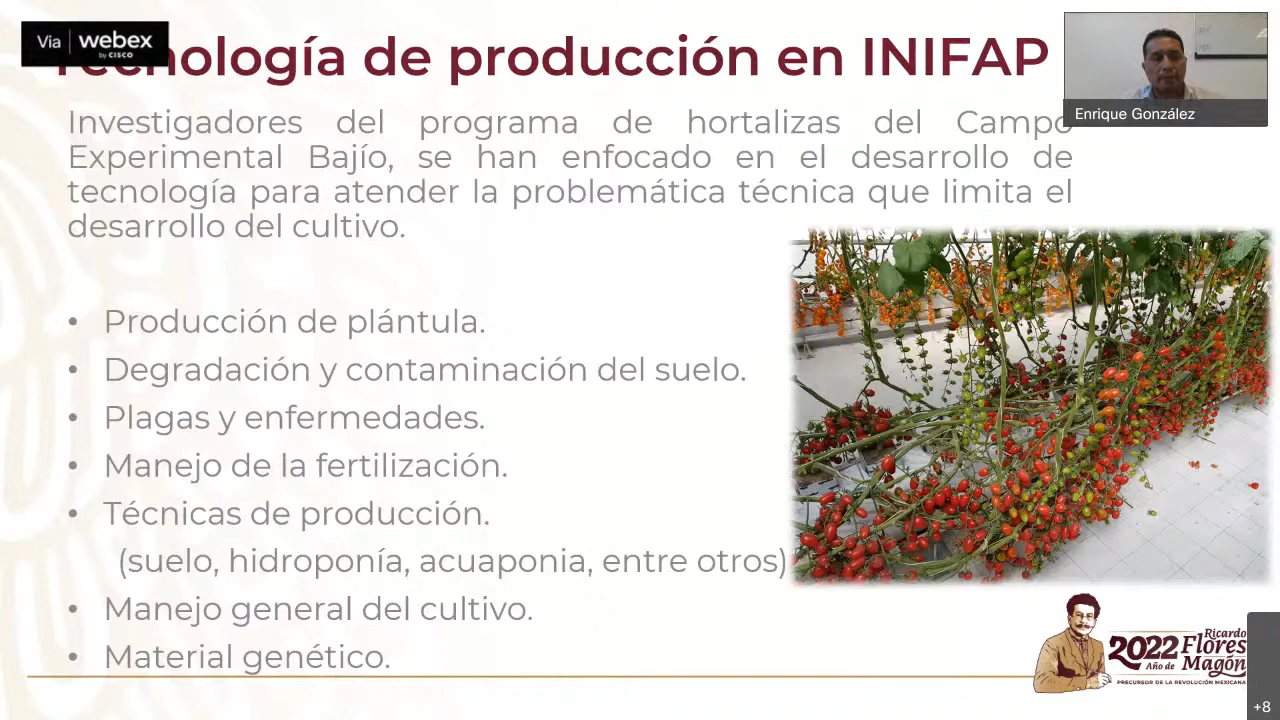 Via webex
by CISCO
Tecnología de producción en INIFAP
Enrique González
Investigadores del programa de hortalizas del Campo
Experimental Bajío, se han enfocado en el desarrollo de
tecnología para atender la problemática técnica que limita el
desarrollo del cultivo.
• Producción de plántula.
• Degradación y contaminación del suelo.
• Plagas y enfermedades.
• Manejo de la fertilización.
• Técnicas de producción.
(suelo, hidroponía, acuaponia, entre otros)
• Manejo general del cultivo.
• Material genético.
2022 Ricardo
Flores
Año de Magón
PRECURSOR DE LA REVOLUCIÓN MEXICANA
+8